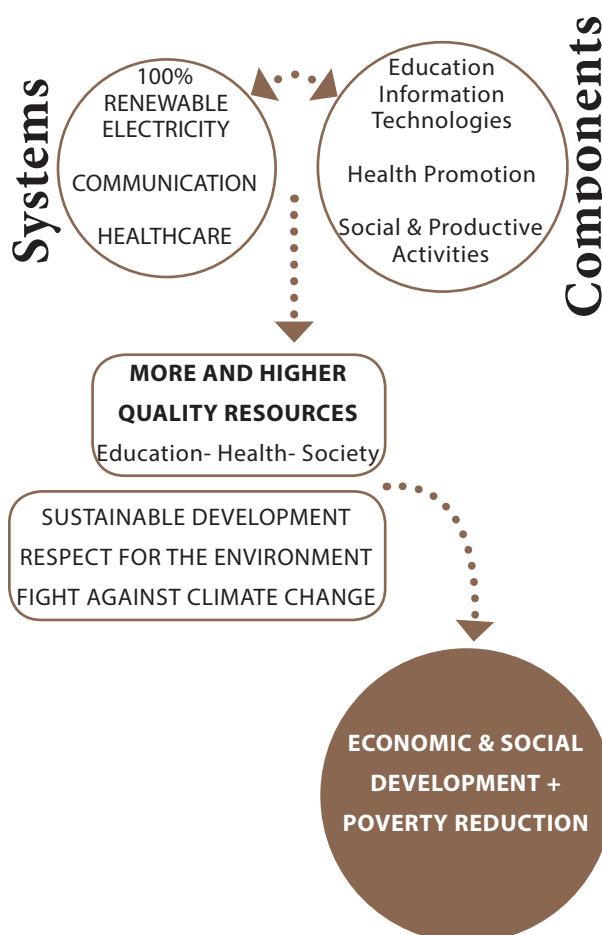 Systems
100%
RENEWABLE
ELECTRICITY
COMMUNICATION
HEALTHCARE
Education
Information
Technologies
Health Promotion
Social & Productive
Activities
Components
MORE AND HIGHER
QUALITY RESOURCES
Education- Health- Society
SUSTAINABLE DEVELOPMENT
RESPECT FOR THE ENVIRONMENT
FIGHT AGAINST CLIMATE CHANGE
ECONOMIC & SOCIAL
DEVELOPMENT +
POVERTY REDUCTION